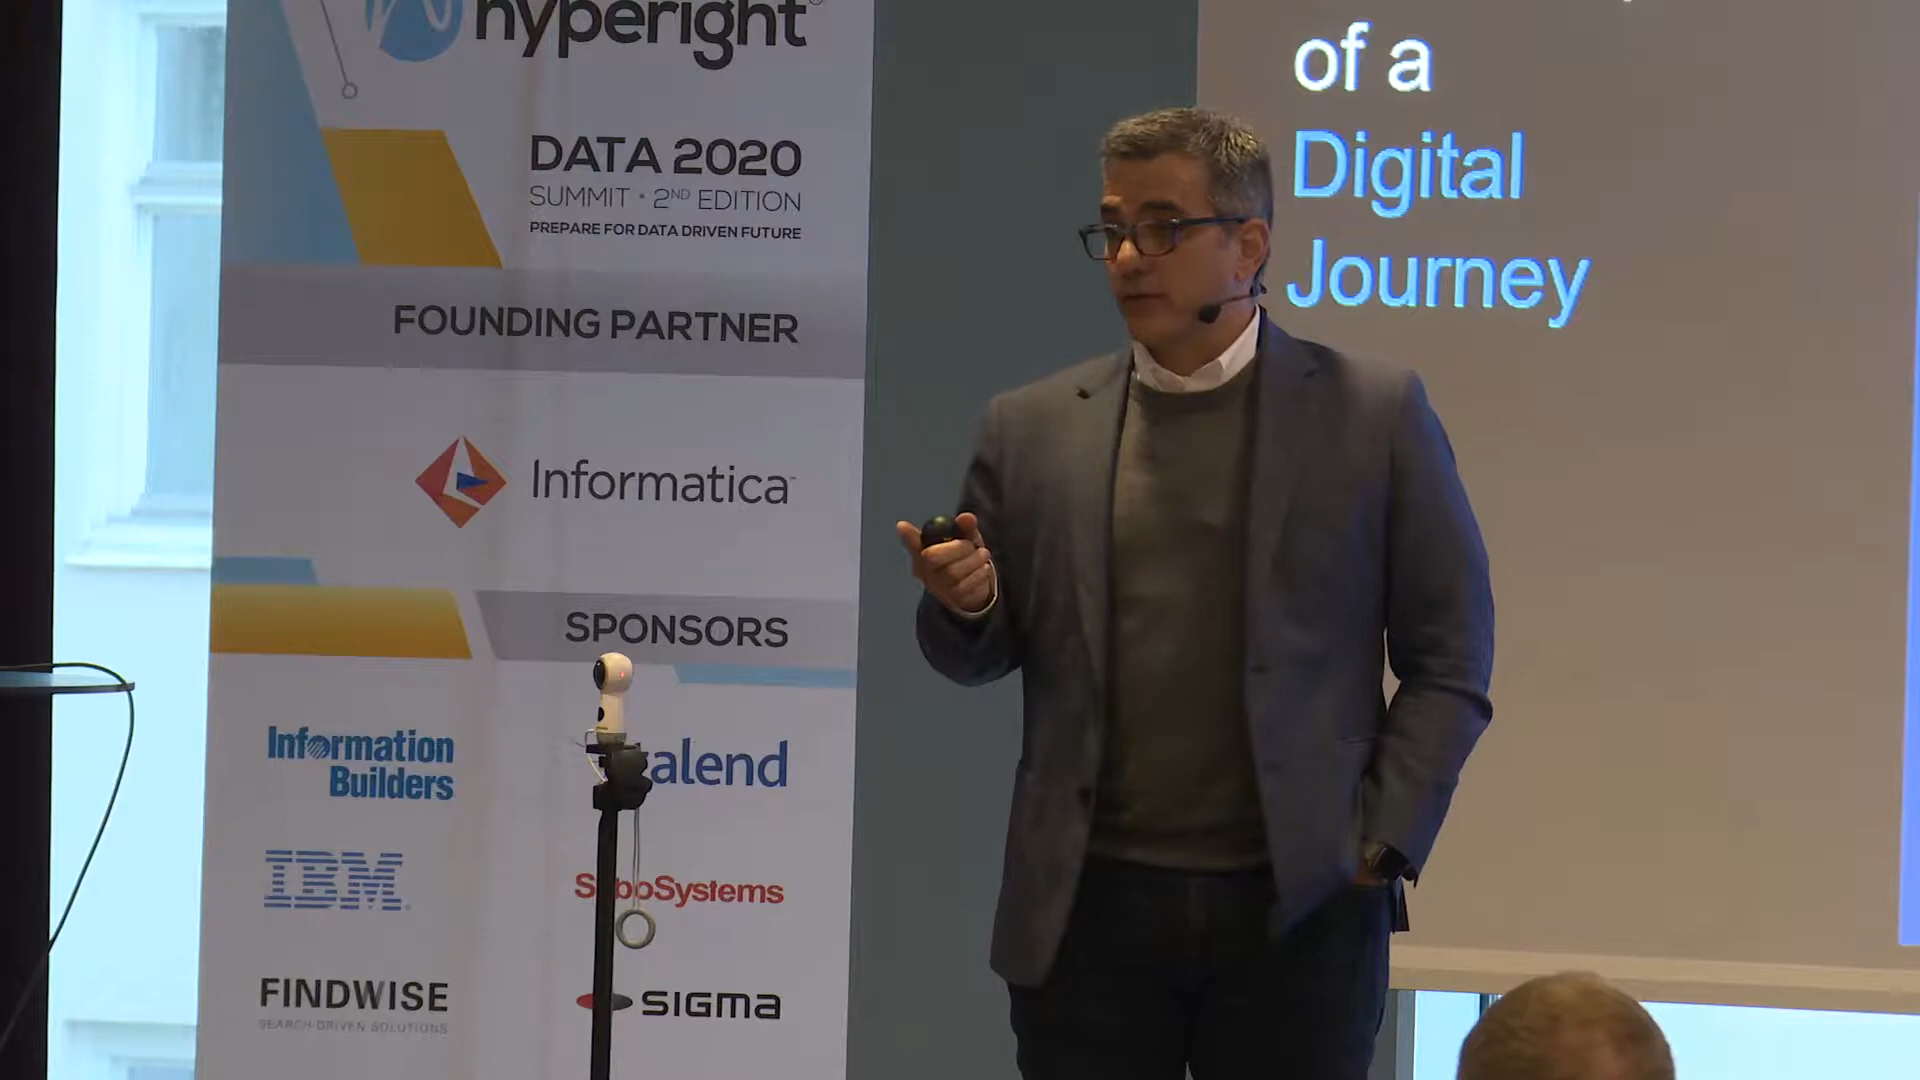 hyperight
DATA 2020
SUMMIT • 2ND EDITION
PREPARE FOR DATA DRIVEN FUTURE
FOUNDING PARTNER
Informatica
SPONSORS
Information
Builders
alend
IBM
SeboSystems
FINDWISE
SEARCH DRIVEN SOLUTIONS
SIGMA
of a
Digital
Journey